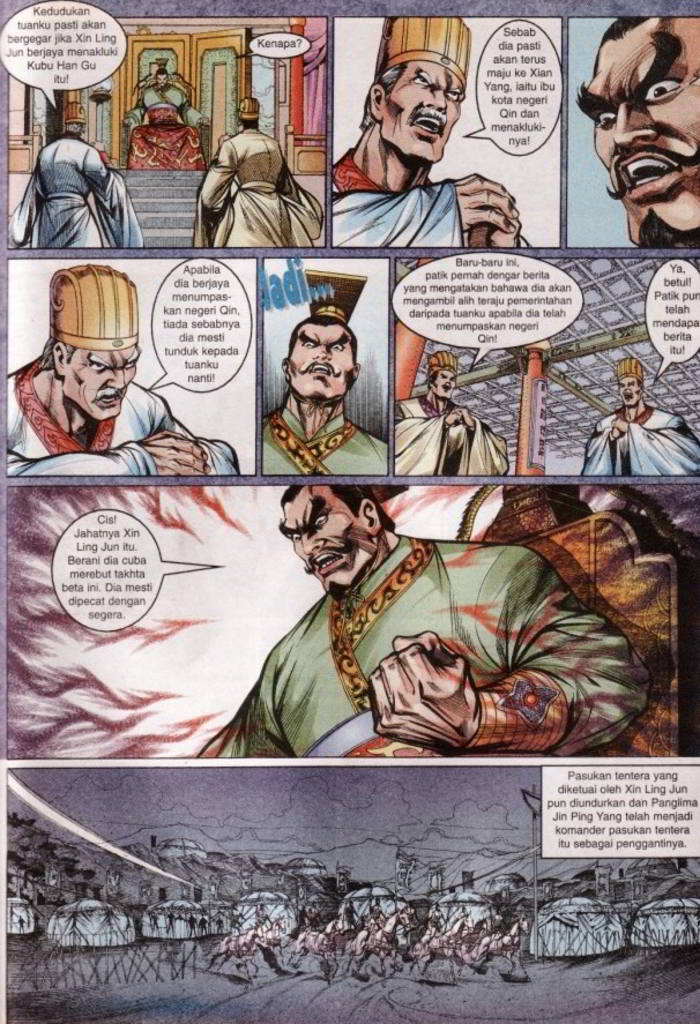 Kedudukan
tuanku pasti akan
bergegar jika Xin Ling
Jun berjaya menakluki
Kubu Han Gu
itu!
Kenapa?
Sebab
dia pasti
akan terus
maju ke Xian
Yang, iaitu ibu
kota negeri
Qin dan
menakluki-
nya!
Apabila
dia berjaya
menumpas-
kan negeri Qin,
tiada sebabnya
dia mesti
tunduk kepada
tuanku
nanti!
Jadi...
Baru-baru ini,
patik pernah dengar berita
yang mengatakan bahawa dia akan
mengambil alih teraju pemerintahan
daripada tuanku apabila dia telah
menumpaskan negeri
Qin!
Ya,
betul!
Patik pun
telah
mendapat
berita
itu!
Cis!
Jahatnya Xin
Ling Jun itu.
Berani dia cuba
merebut takhta
beta ini. Dia mesti
dipecat dengan
segera.
Pasukan tentera yang
diketuai oleh Xin Ling Jun
pun diundurkan dan Panglima
Jin Ping Yang telah menjadi
komander pasukan tentera
itu sebagai penggantinya.